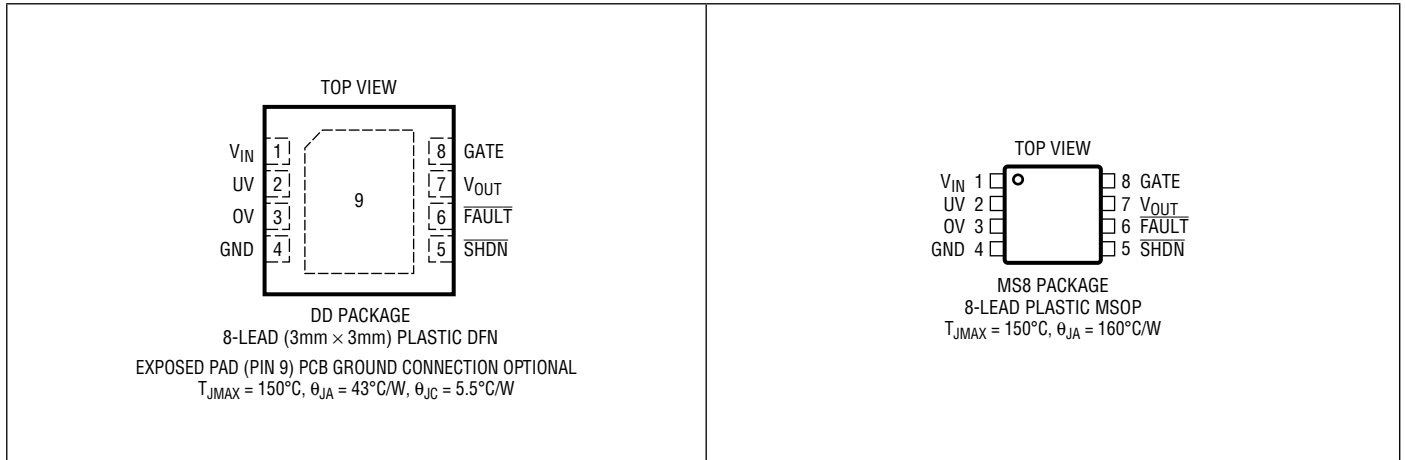 TOP VIEW
VIN 1 8 GATE
UV 2 7 VOUT
OV 3 9 6 FAULT
GND 4 5 SHDN
DD PACKAGE
8-LEAD (3mm × 3mm) PLASTIC DFN
EXPOSED PAD (PIN 9) PCB GROUND CONNECTION OPTIONAL
TJMAX = 150°C, θJA = 43°C/W, θJC = 5.5°C/W
TOP VIEW
VIN 1 8 GATE
UV 2 7 VOUT
OV 3 6 FAULT
GND 4 5 SHDN
MS8 PACKAGE
8-LEAD PLASTIC MSOP
TJMAX = 150°C, θJA = 160°C/W